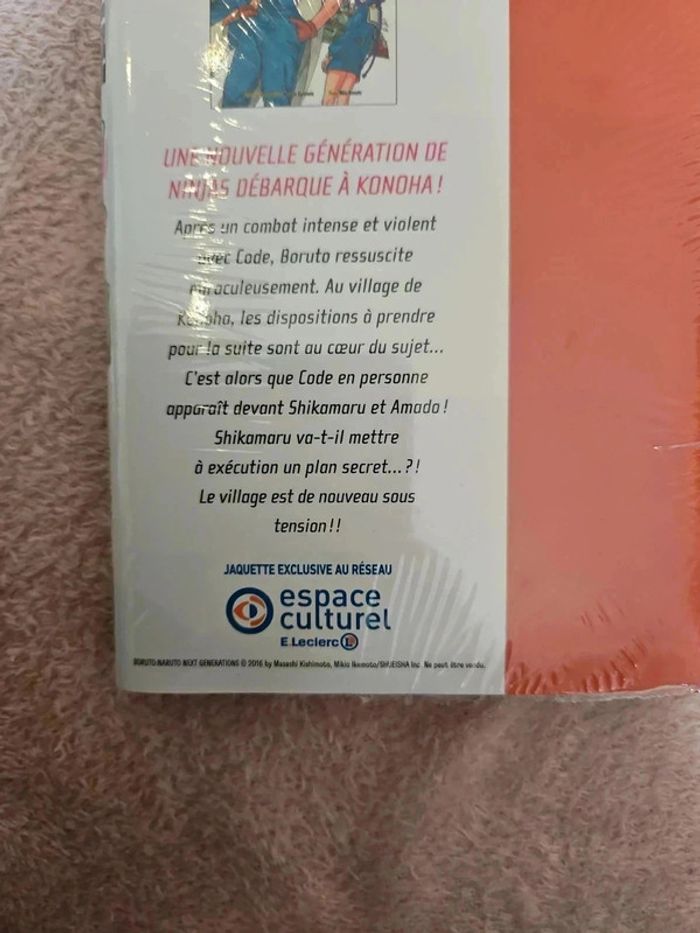 UNE NOUVELLE GÉNÉRATION DE
NINJAS DÉBARQUE À KONOHA !
Après un combat intense et violent
avec Code, Boruto ressuscite
miraculeusement. Au village de
Konoha, les dispositions à prendre
pour la suite sont au cœur du sujet...
C'est alors que Code en personne
apparaît devant Shikamaru et Amado !
Shikamaru va-t-il mettre
à exécution un plan secret...?!
Le village est de nouveau sous
tension !!
JAQUETTE EXCLUSIVE AU RÉSEAU
espace
culturel
E.Leclerc L
BORUTO-NARUTO NEXT GENERATIONS © 2016 by Masashi Kishimoto, Mikio Ikemoto/SHUEISHA Inc. Ne peut être vendu.